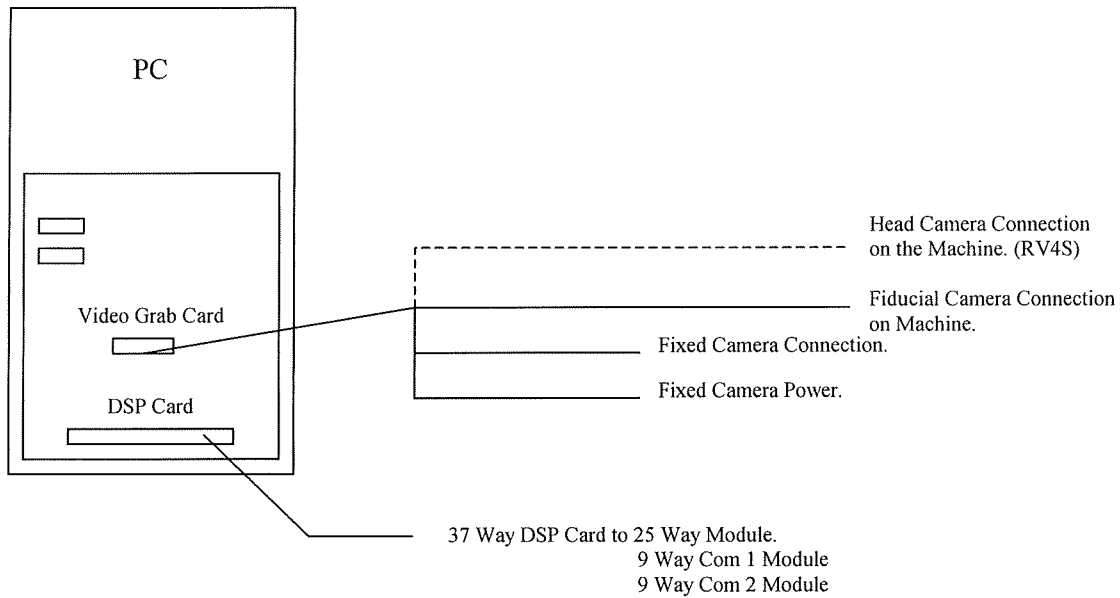 PC
Video Grab Card
DSP Card
Head Camera Connection
on the Machine. (RV4S)
Fiducial Camera Connection
on Machine.
Fixed Camera Connection.
Fixed Camera Power.
37 Way DSP Card to 25 Way Module.
9 Way Com 1 Module
9 Way Com 2 Module